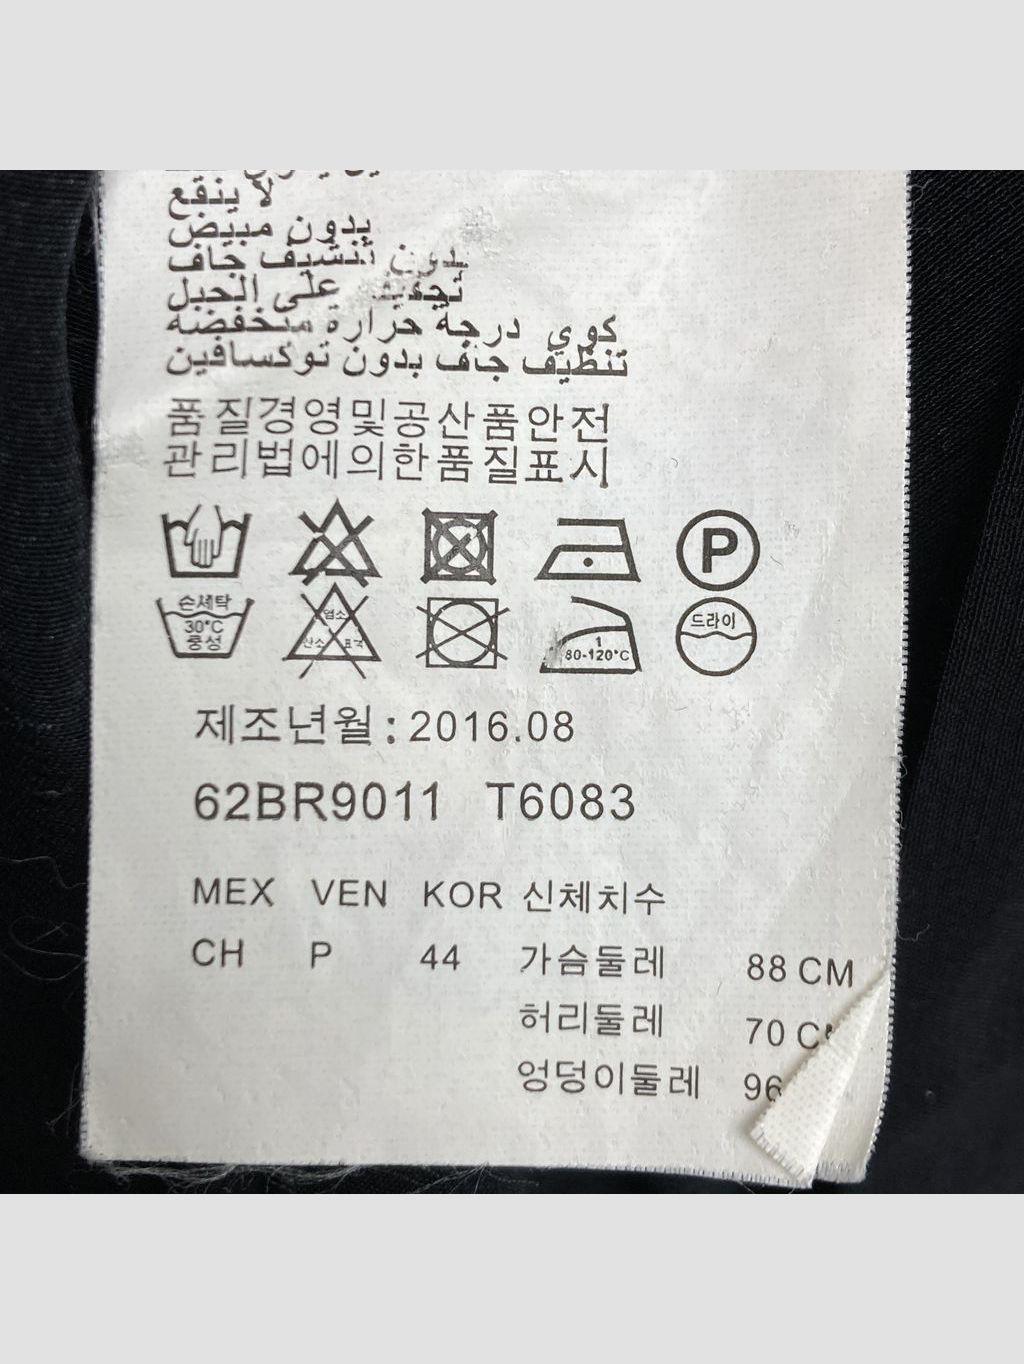 لا ينقع
بدون مبيض
بدون تنشيف جاف
تجفيف على الحبل
كوي درجة حرارة منخفضه
تنظيف جاف بدون توكسافين
품질경영및공산품안전
관리법에의한품질표시
P
손세탁 염소 드라이
30°C 산소 표백 1
중성 80-120°C
제조년월: 2016.08
62BR9011 T6083
MEX VEN KOR 신체치수
CH P 44 가슴둘레 88 CM
허리둘레 70
엉덩이둘레 96